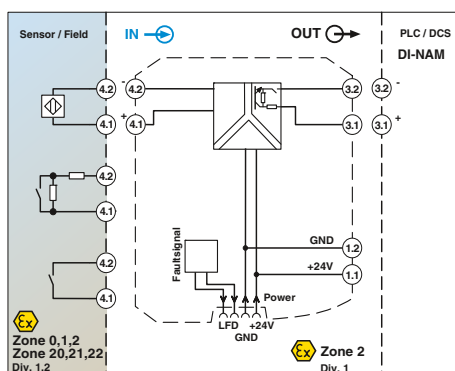 Sensor / Field
IN
OUT
PLC / DCS
DI-NAM
4.2
-
4.2
3.2
3.2
-
4.1
+
4.1
3.1
3.1
+
4.2
4.1
Faultsignal
GND
1.2
+24V
1.1
4.2
4.1
Power
LFD
+24V
GND
Ex
Zone 0,1,2
Zone 20,21,22
Div. 1,2
Ex
Zone 2
Div. 1